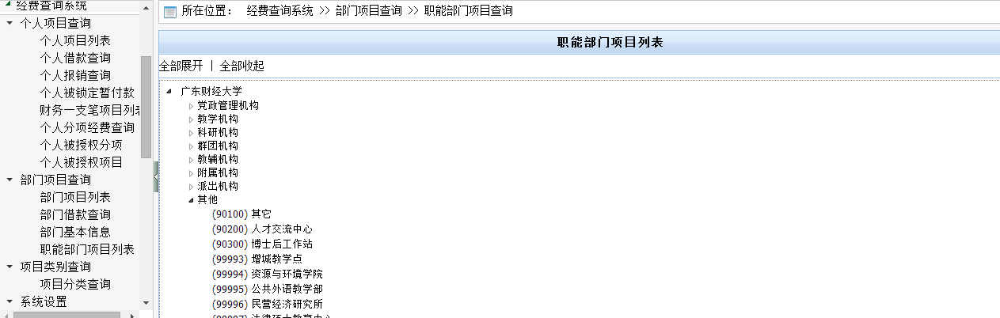 经费查询系统
个人项目查询
个人项目列表
个人借款查询
个人报销查询
个人被锁定暂付款
财务一支笔项目列表
个人分项经费查询
个人被授权分项
个人被授权项目
部门项目查询
部门项目列表
部门借款查询
部门基本信息
职能部门项目列表
项目类别查询
项目分类查询
系统设置
所在位置： 经费查询系统 >> 部门项目查询 >> 职能部门项目查询
职能部门项目列表
全部展开 | 全部收起
广东财经大学
党政管理机构
教学机构
科研机构
群团机构
教辅机构
附属机构
派出机构
其他
(90100) 其它
(90200) 人才交流中心
(90300) 博士后工作站
(99993) 增城教学点
(99994) 资源与环境学院
(99995) 公共外语教学部
(99996) 民营经济研究所
(99997) 法律硕士教育中心